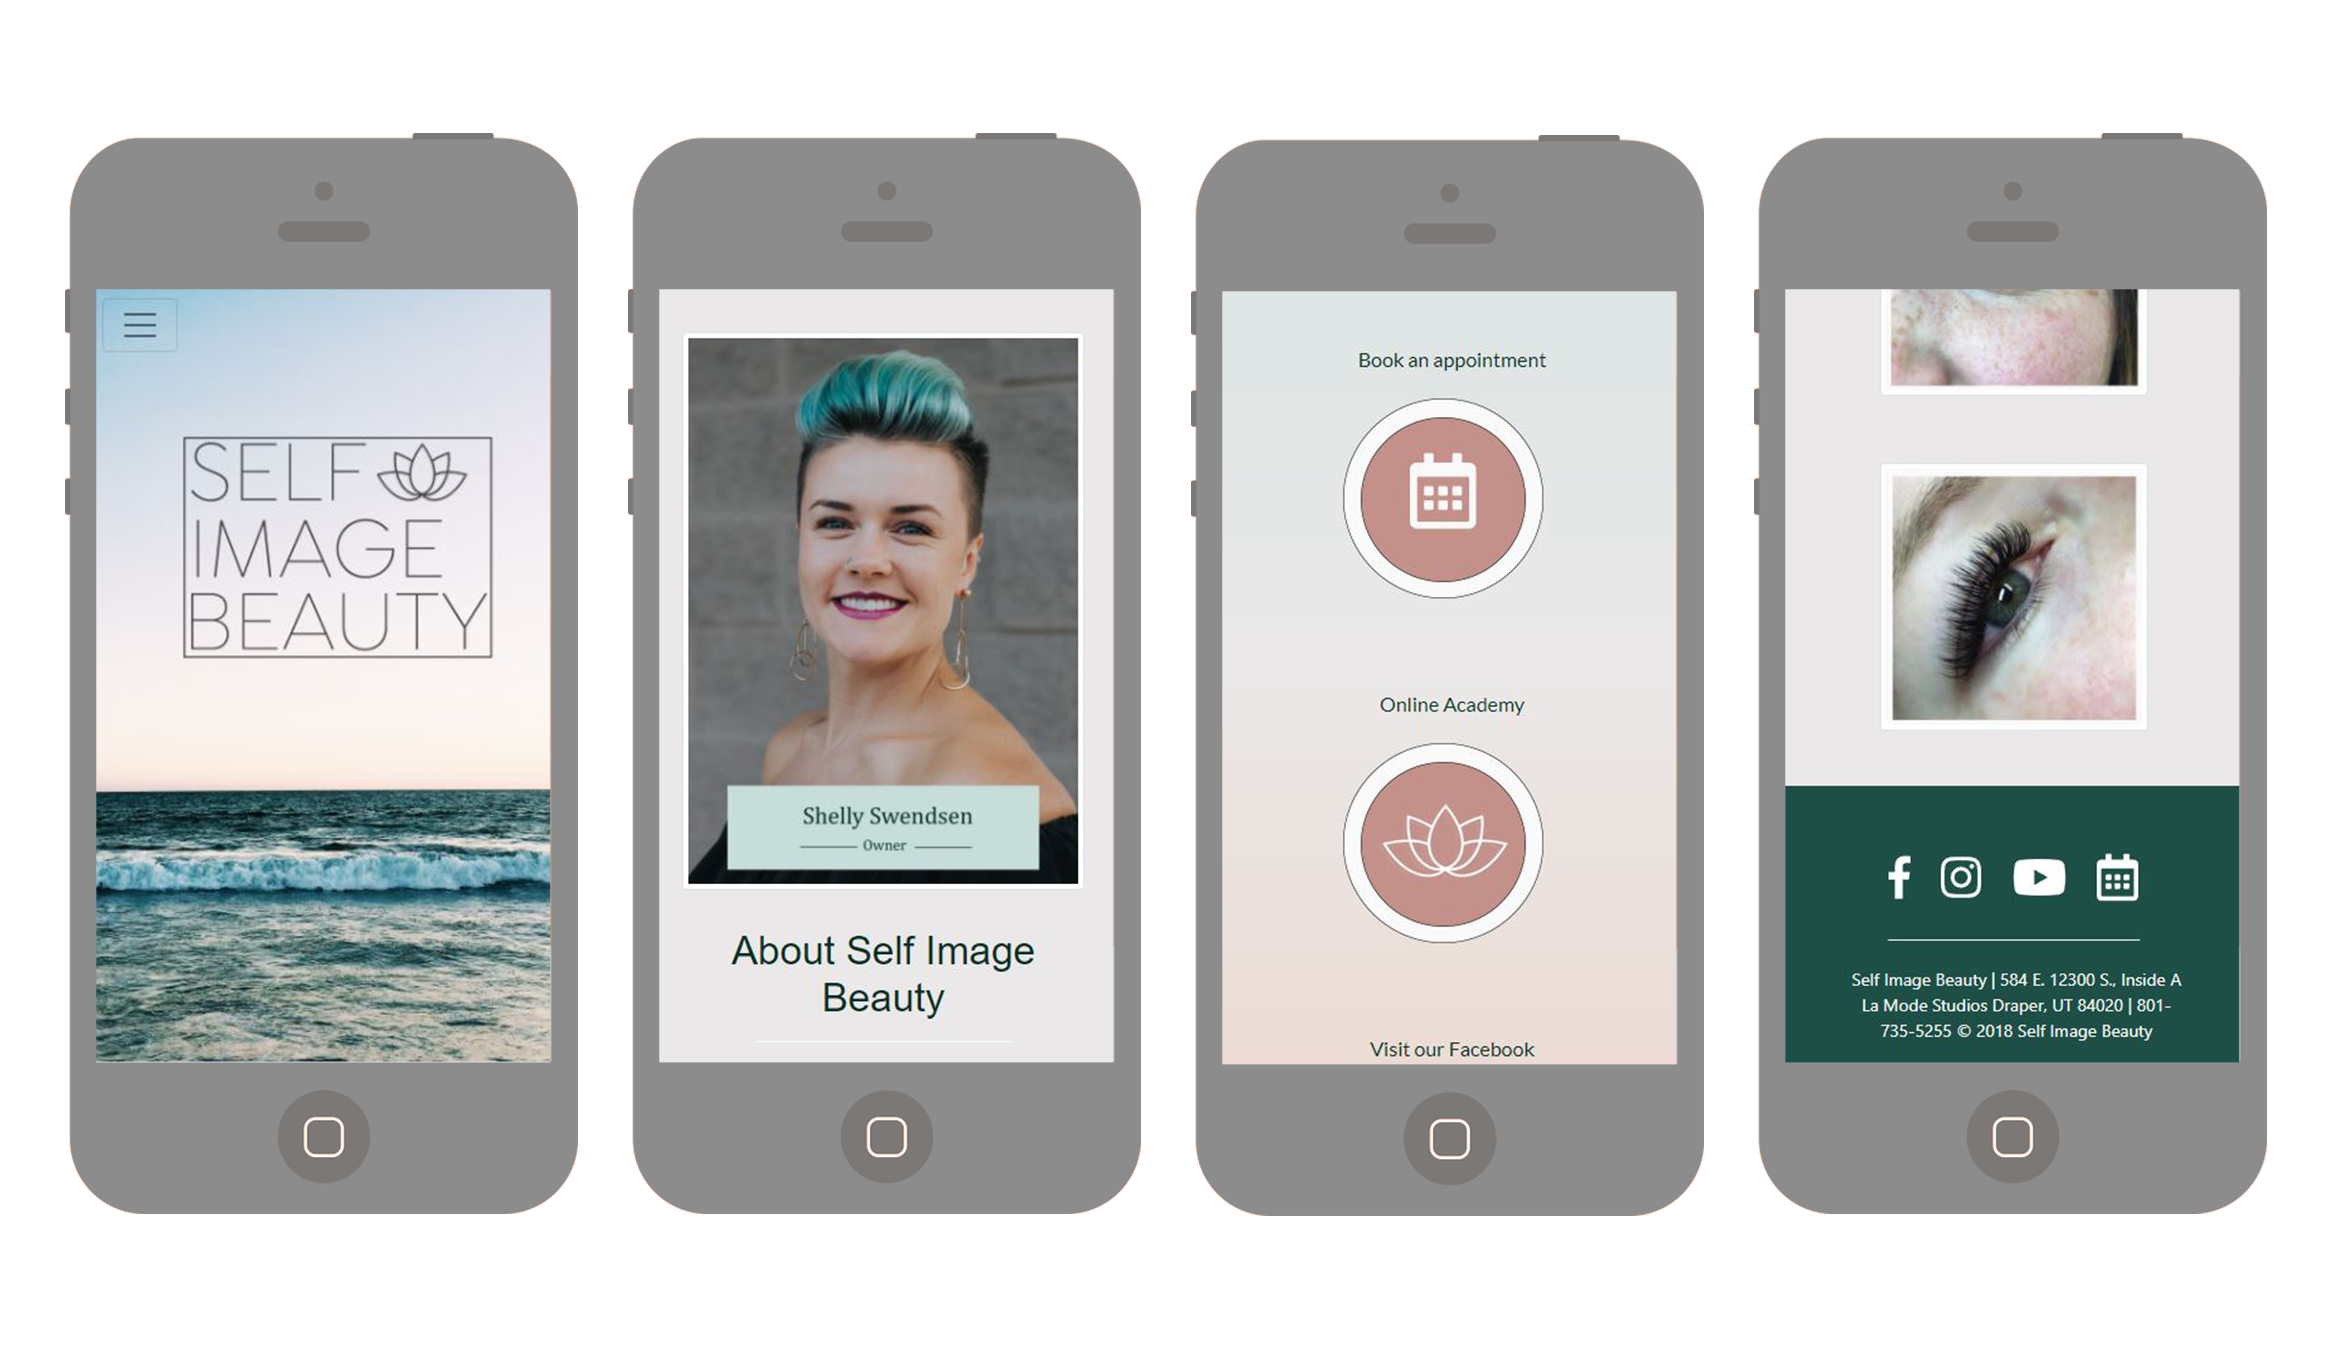 SELF
IMAGE
BEAUTY
Shelly Swendsen
Owner
About Self Image
Beauty
Book an appointment
Online Academy
Visit our Facebook
Self Image Beauty | 584 E. 12300 S., Inside A
La Mode Studios Draper, UT 84020 | 801-
735-5255 © 2018 Self Image Beauty